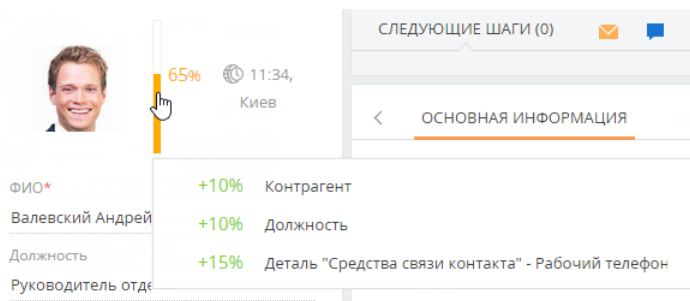 СЛЕДУЮЩИЕ ШАГИ (0)
65% 11:34,
Киев
ОСНОВНАЯ ИНФОРМАЦИЯ
ФИО*
Валевский Андрей
Должность
Руководитель отде
+10% Контрагент
+10% Должность
+15% Деталь "Средства связи контакта" - Рабочий телефон